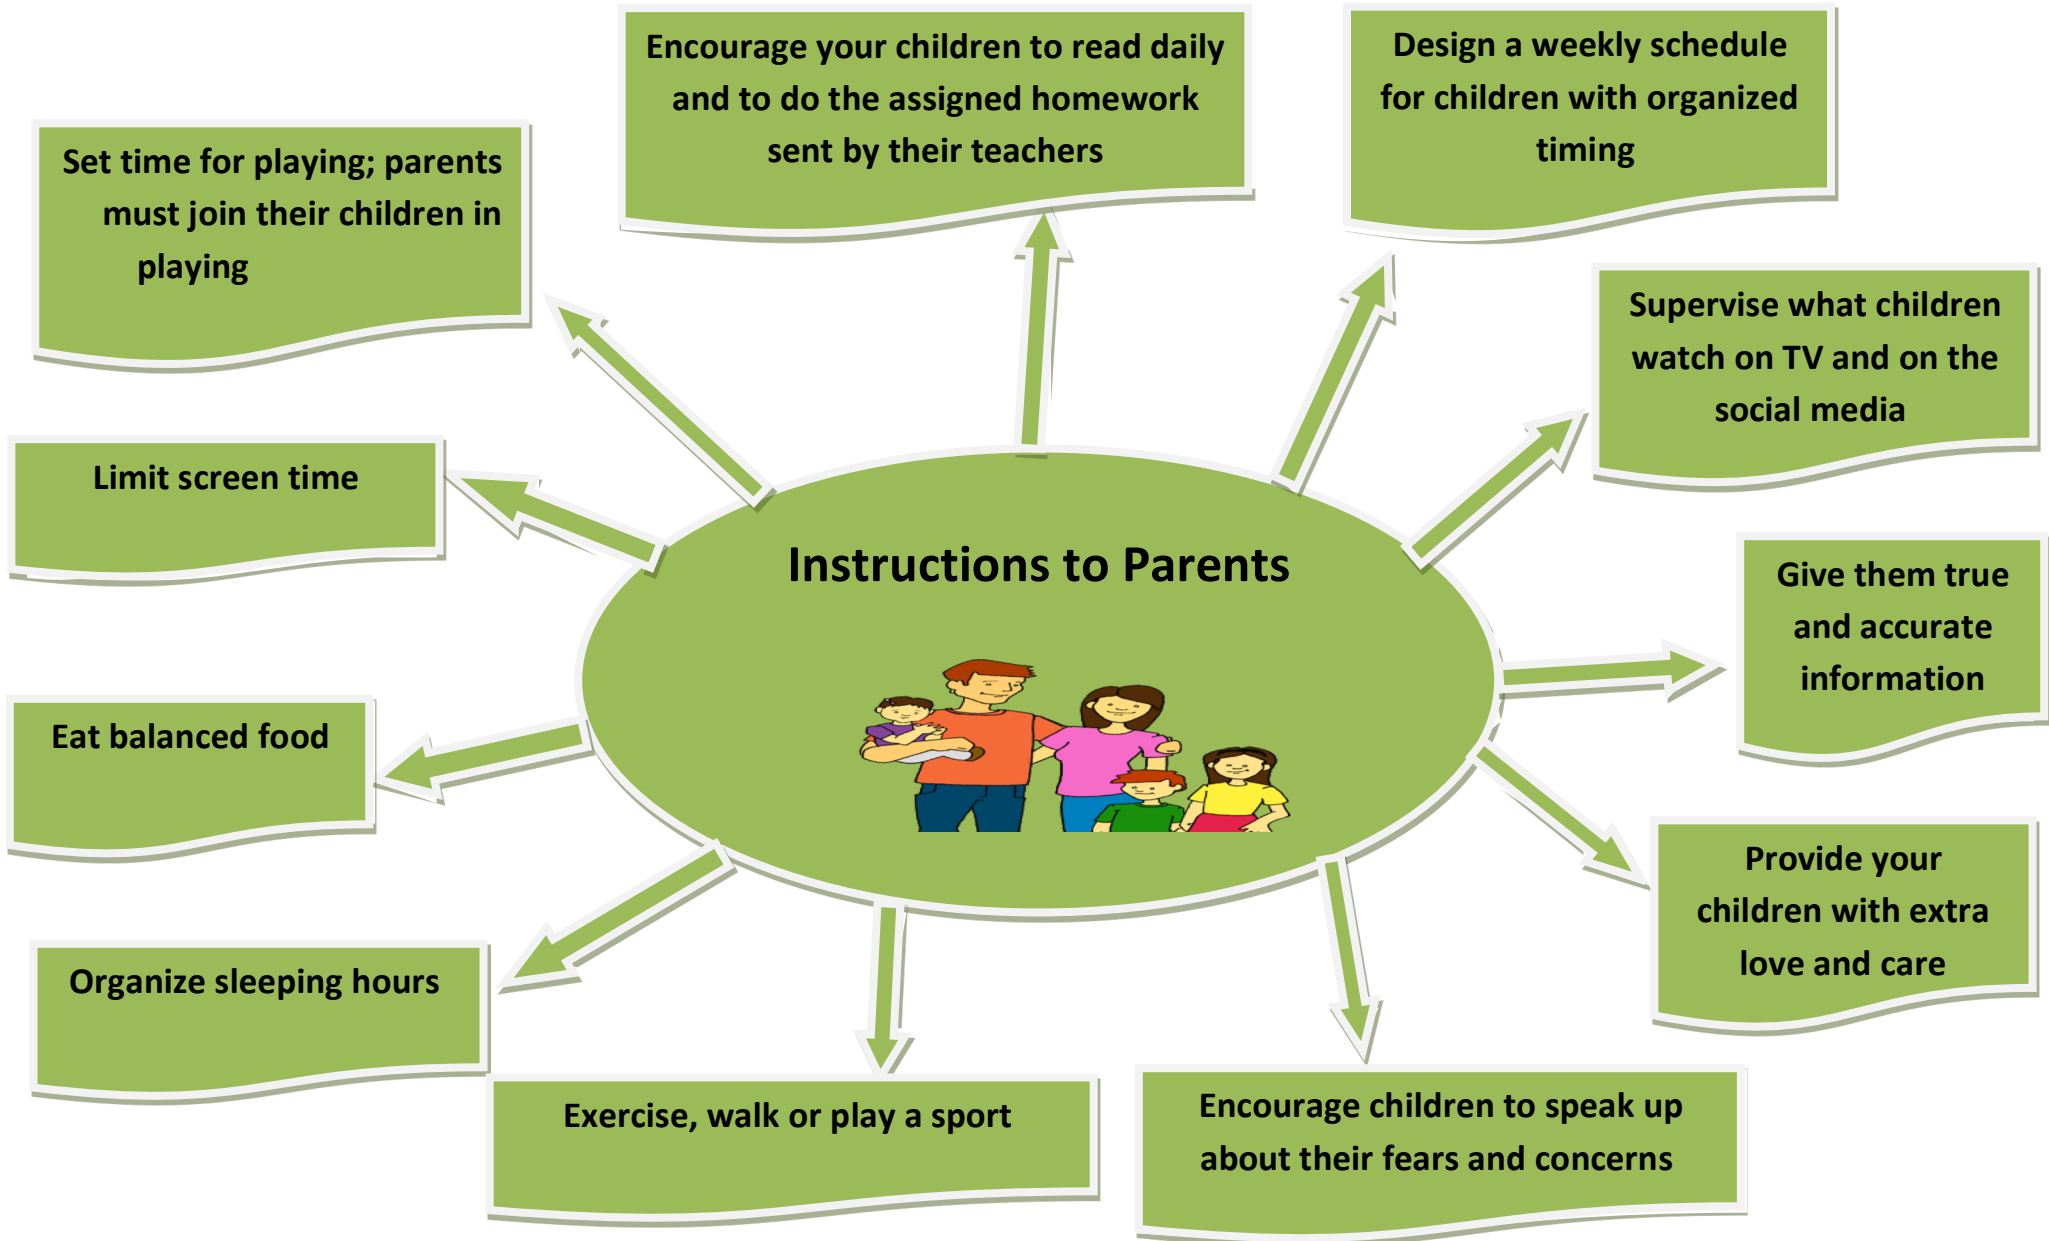 Instructions to Parents
Encourage your children to read daily
and to do the assigned homework
sent by their teachers
Design a weekly schedule
for children with organized
timing
Supervise what children
watch on TV and on the
social media
Give them true
and accurate
information
Provide your
children with extra
love and care
Encourage children to speak up
about their fears and concerns
Exercise, walk or play a sport
Organize sleeping hours
Eat balanced food
Limit screen time
Set time for playing; parents
must join their children in
playing